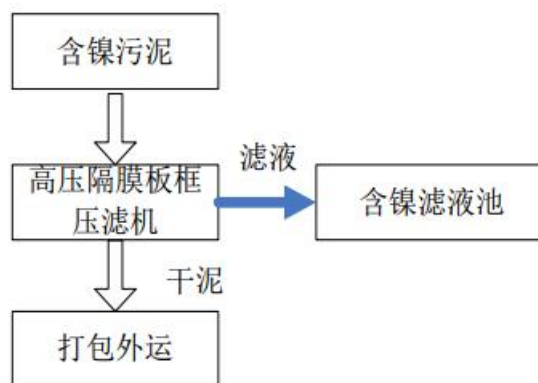 含镍污泥
滤液
高压隔膜板框
压滤机
含镍滤液池
干泥
打包外运